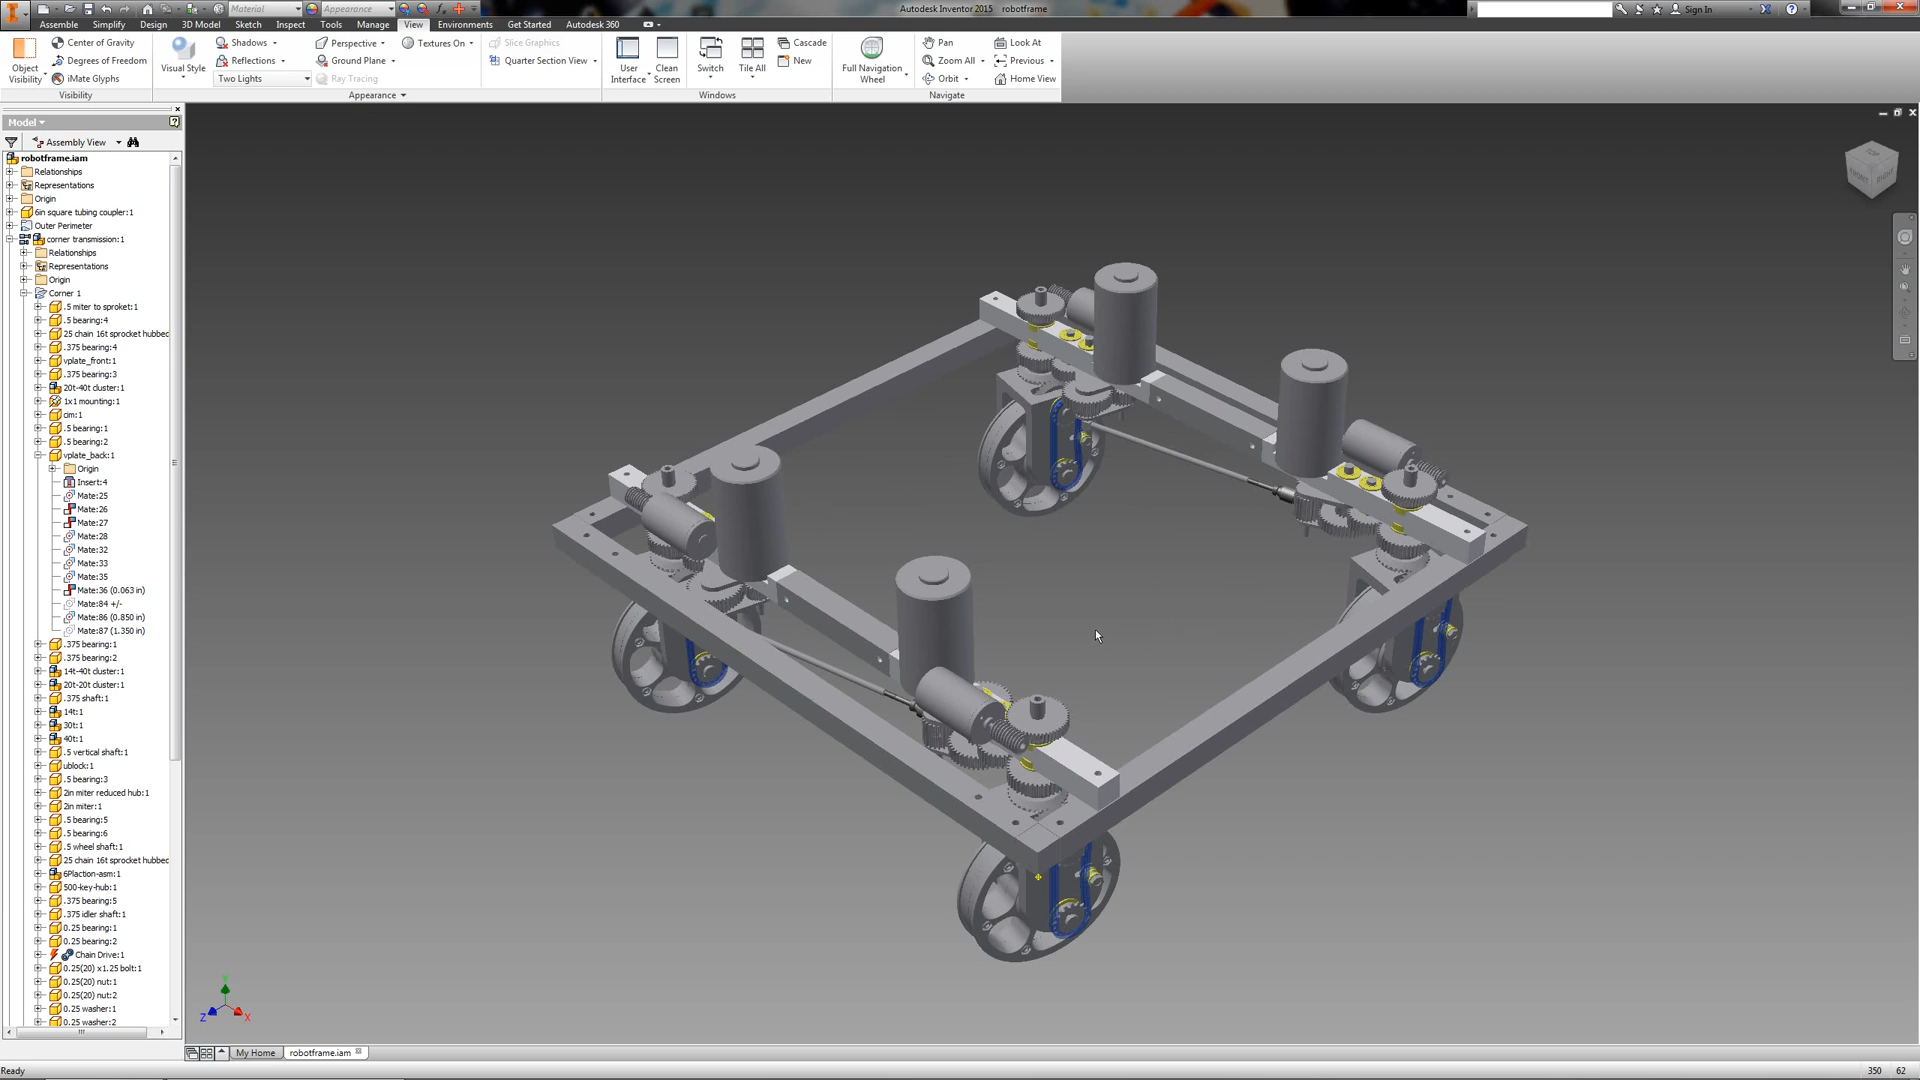 Material
Appearance
Autodesk Inventor 2015 robotframe
Sign In
Assemble Simplify Design 3D Model Sketch Inspect Tools Manage View Environments Get Started Autodesk 360
Object Visibility
Center of Gravity
Degrees of Freedom
iMate Glyphs
Visibility
Visual Style
Shadows
Reflections
Two Lights
Perspective
Ground Plane
Ray Tracing
Textures On
Appearance
Slice Graphics
Quarter Section View
User Interface
Clean Screen
Switch
Tile All
Cascade
New
Windows
Full Navigation Wheel
Pan
Zoom All
Orbit
Look At
Previous
Home View
Navigate
Model
Assembly View
robotframe.iam
Relationships
Representations
Origin
6in square tubing coupler:1
Outer Perimeter
corner transmission:1
Relationships
Representations
Origin
Corner 1
.5 miter to sproket:1
.5 bearing:4
25 chain 16t sprocket hubbed
.375 bearing:4
vplate_front:1
.375 bearing:3
20t-40t cluster:1
1x1 mounting:1
cim:1
.5 bearing:1
.5 bearing:2
vplate_back:1
Origin
Insert:4
Mate:25
Mate:26
Mate:27
Mate:28
Mate:32
Mate:33
Mate:35
Mate:36 (0.063 in)
Mate:84 +/-
Mate:86 (0.850 in)
Mate:87 (1.350 in)
.375 bearing:1
.375 bearing:2
14t-40t cluster:1
20t-20t cluster:1
.375 shaft:1
14t:1
30t:1
40t:1
.5 vertical shaft:1
ublock:1
.5 bearing:3
2in miter reduced hub:1
2in miter:1
.5 bearing:5
.5 bearing:6
.5 wheel shaft:1
25 chain 16t sprocket hubbed
6Plaction-asm:1
500-key-hub:1
.375 bearing:5
.375 idler shaft:1
0.25 bearing:1
0.25 bearing:2
Chain Drive:1
0.25(20) x1.25 bolt:1
0.25(20) nut:1
0.25(20) nut:2
0.25 washer:1
0.25 washer:2
FRONT
RIGHT
Y
Z
X
My Home
robotframe.iam
Ready
350 62